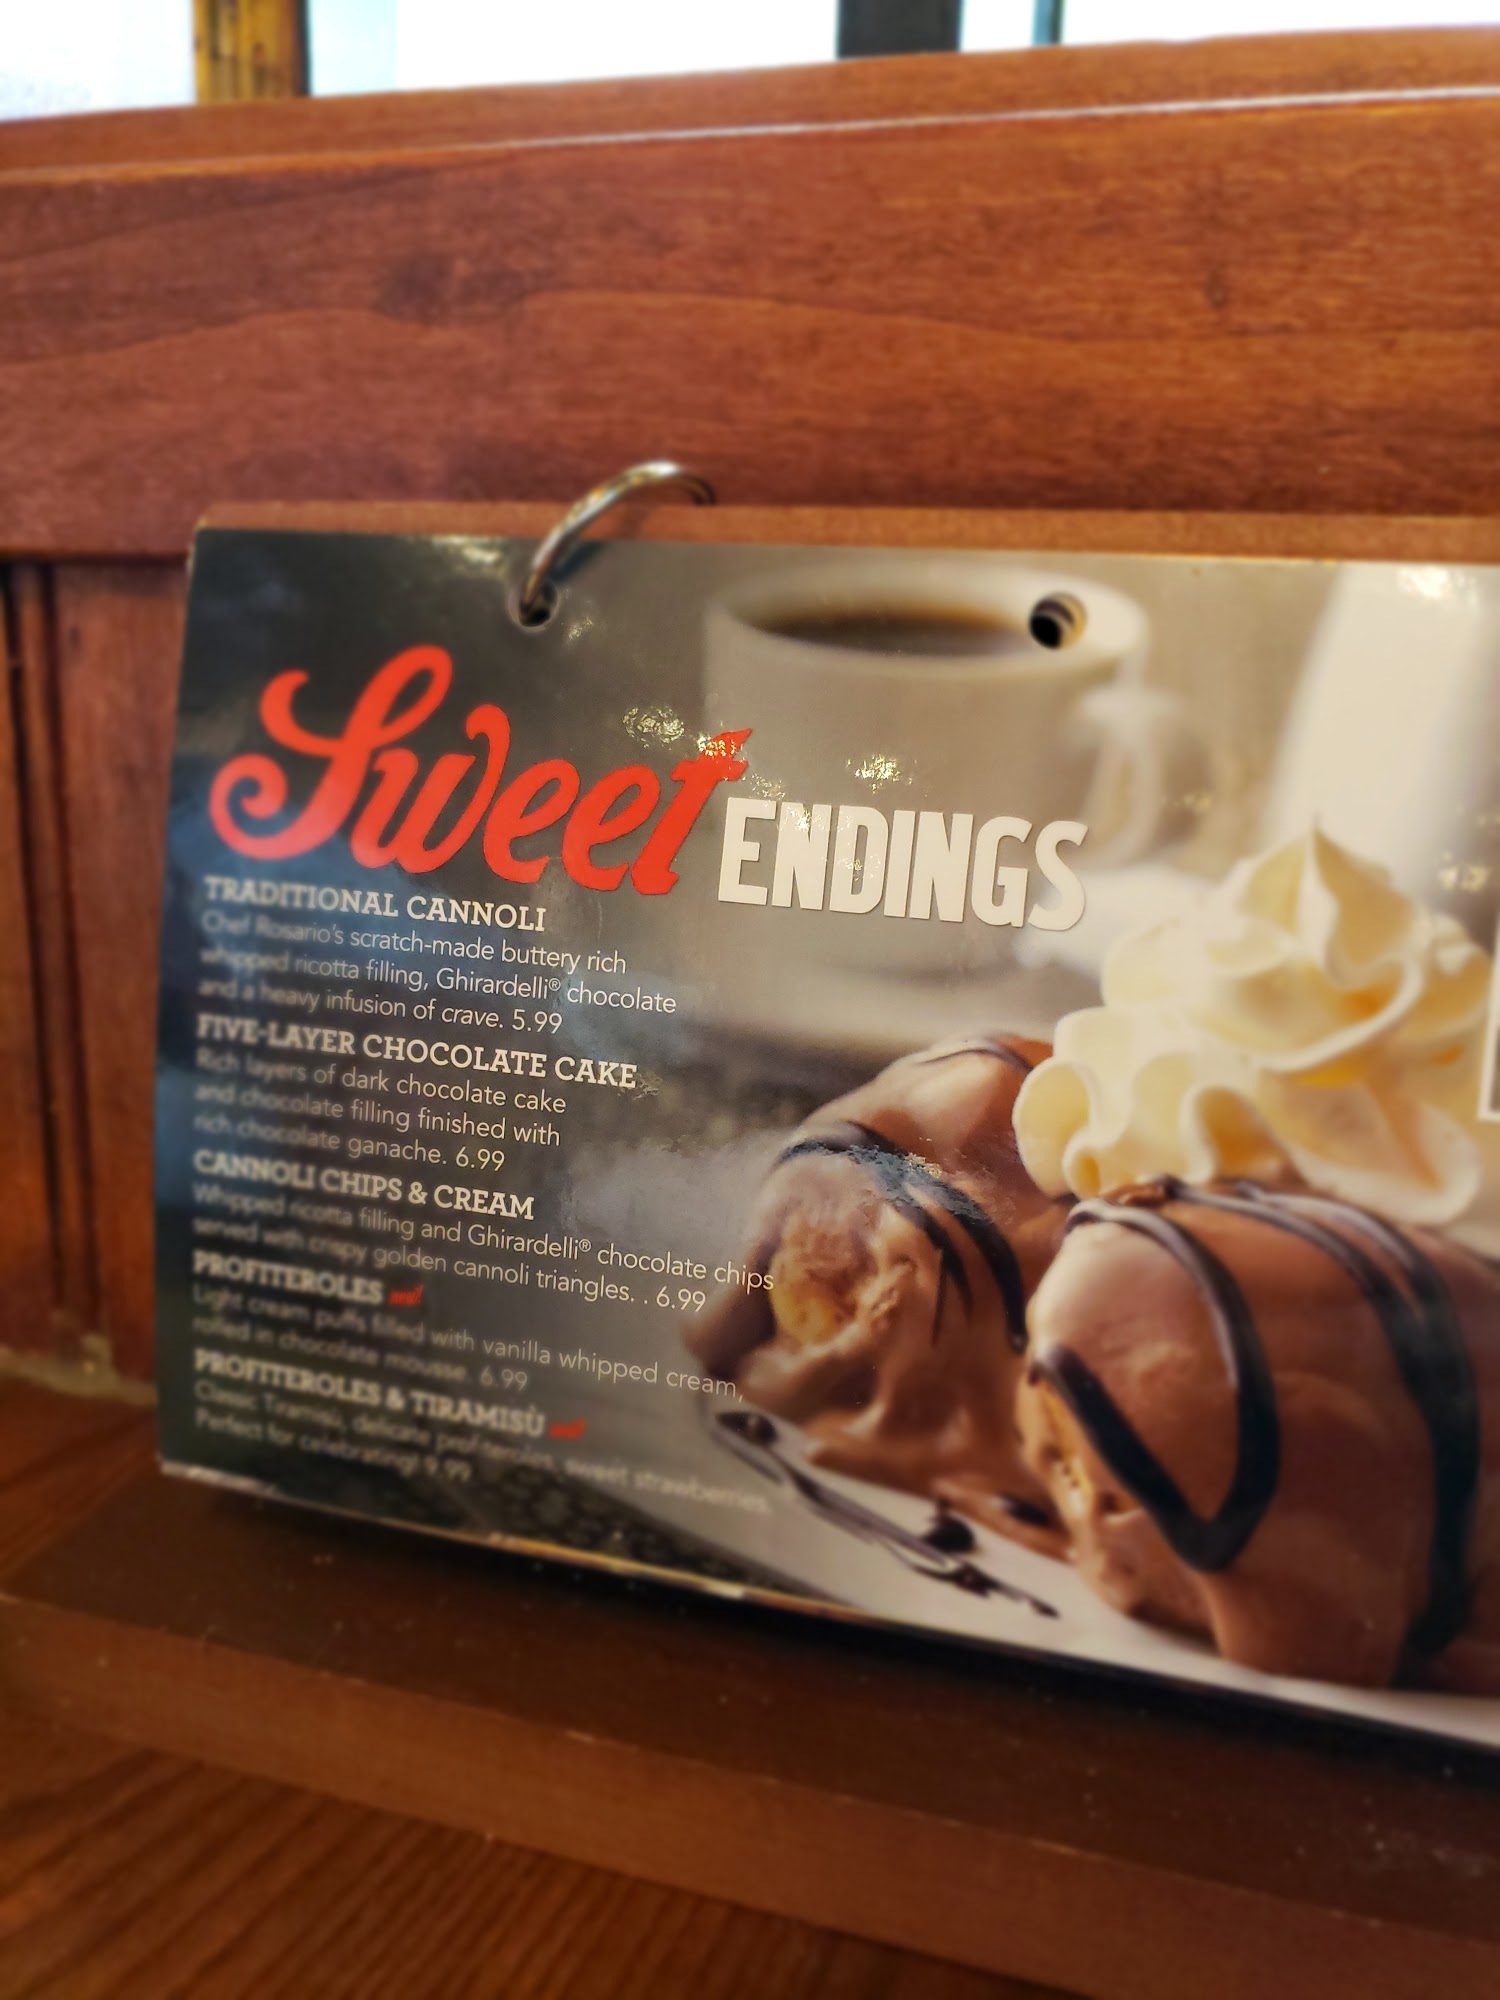 Sweet ENDINGS
TRADITIONAL CANNOLI
Chef Rosario's scratch-made buttery rich
whipped ricotta filling, Ghirardelli® chocolate
and a heavy infusion of crave. 5.99
FIVE-LAYER CHOCOLATE CAKE
Rich layers of dark chocolate cake
and chocolate filling finished with
rich chocolate ganache. 6.99
CANNOLI CHIPS & CREAM
Whipped ricotta filling and Ghirardelli® chocolate chips
served with crispy golden cannoli triangles. . 6.99
PROFITEROLES new!
Light cream puffs filled with vanilla whipped cream,
rolled in chocolate mousse. 6.99
PROFITEROLES & TIRAMISÙ new!
Classic Tiramisù, delicate profiteroles, sweet strawberries.
Perfect for celebrating! 9.99